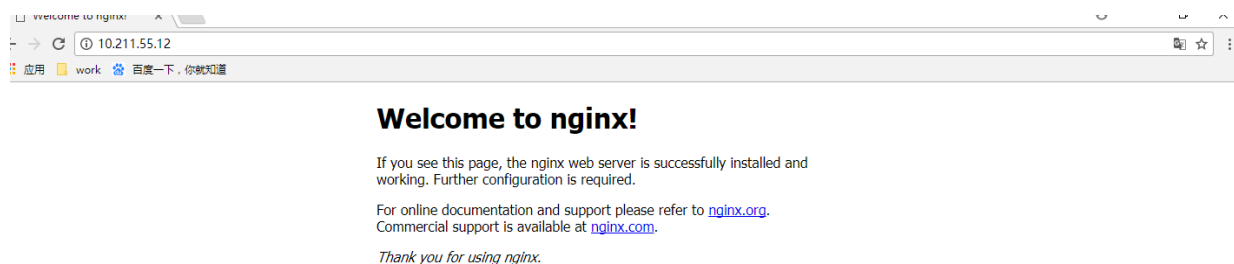 Welcome to nginx!
10.211.55.12
应用 work 百度一下，你就知道
Welcome to nginx!
If you see this page, the nginx web server is successfully installed and
working. Further configuration is required.
For online documentation and support please refer to nginx.org.
Commercial support is available at nginx.com.
Thank you for using nginx.